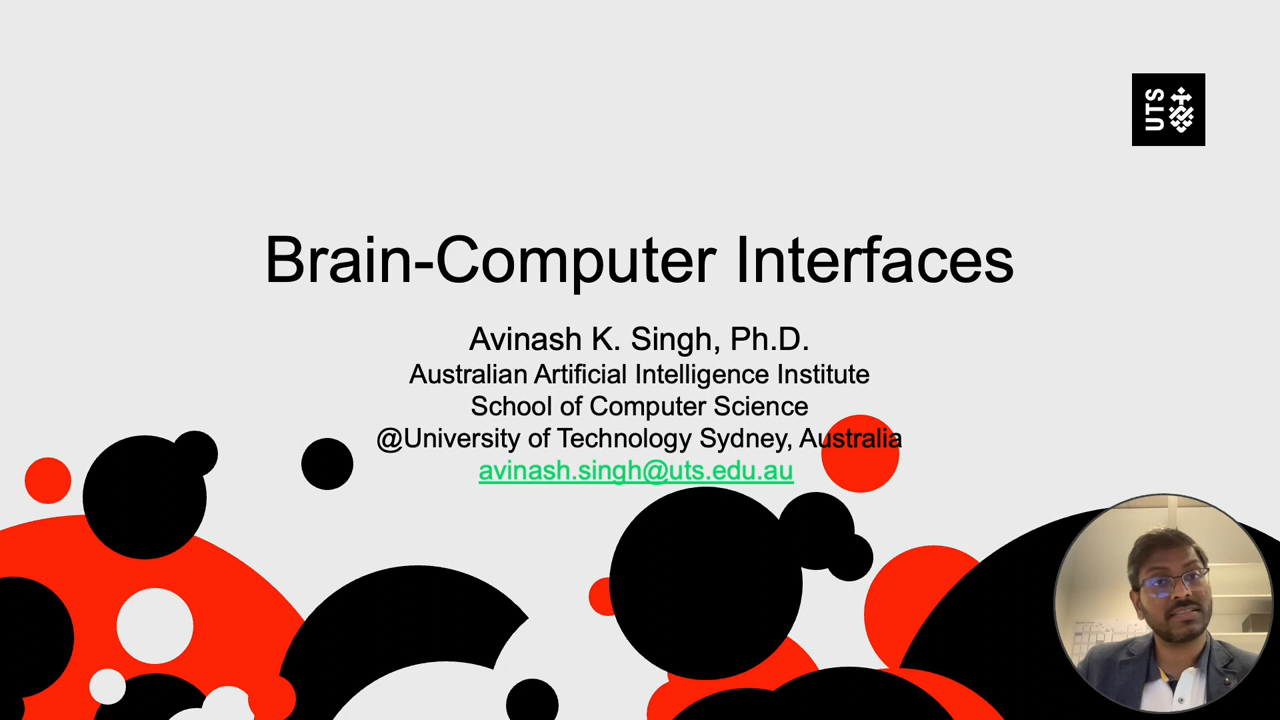 UTS
Brain-Computer Interfaces
Avinash K. Singh, Ph.D.
Australian Artificial Intelligence Institute
School of Computer Science
@University of Technology Sydney, Australia
avinash.singh@uts.edu.au